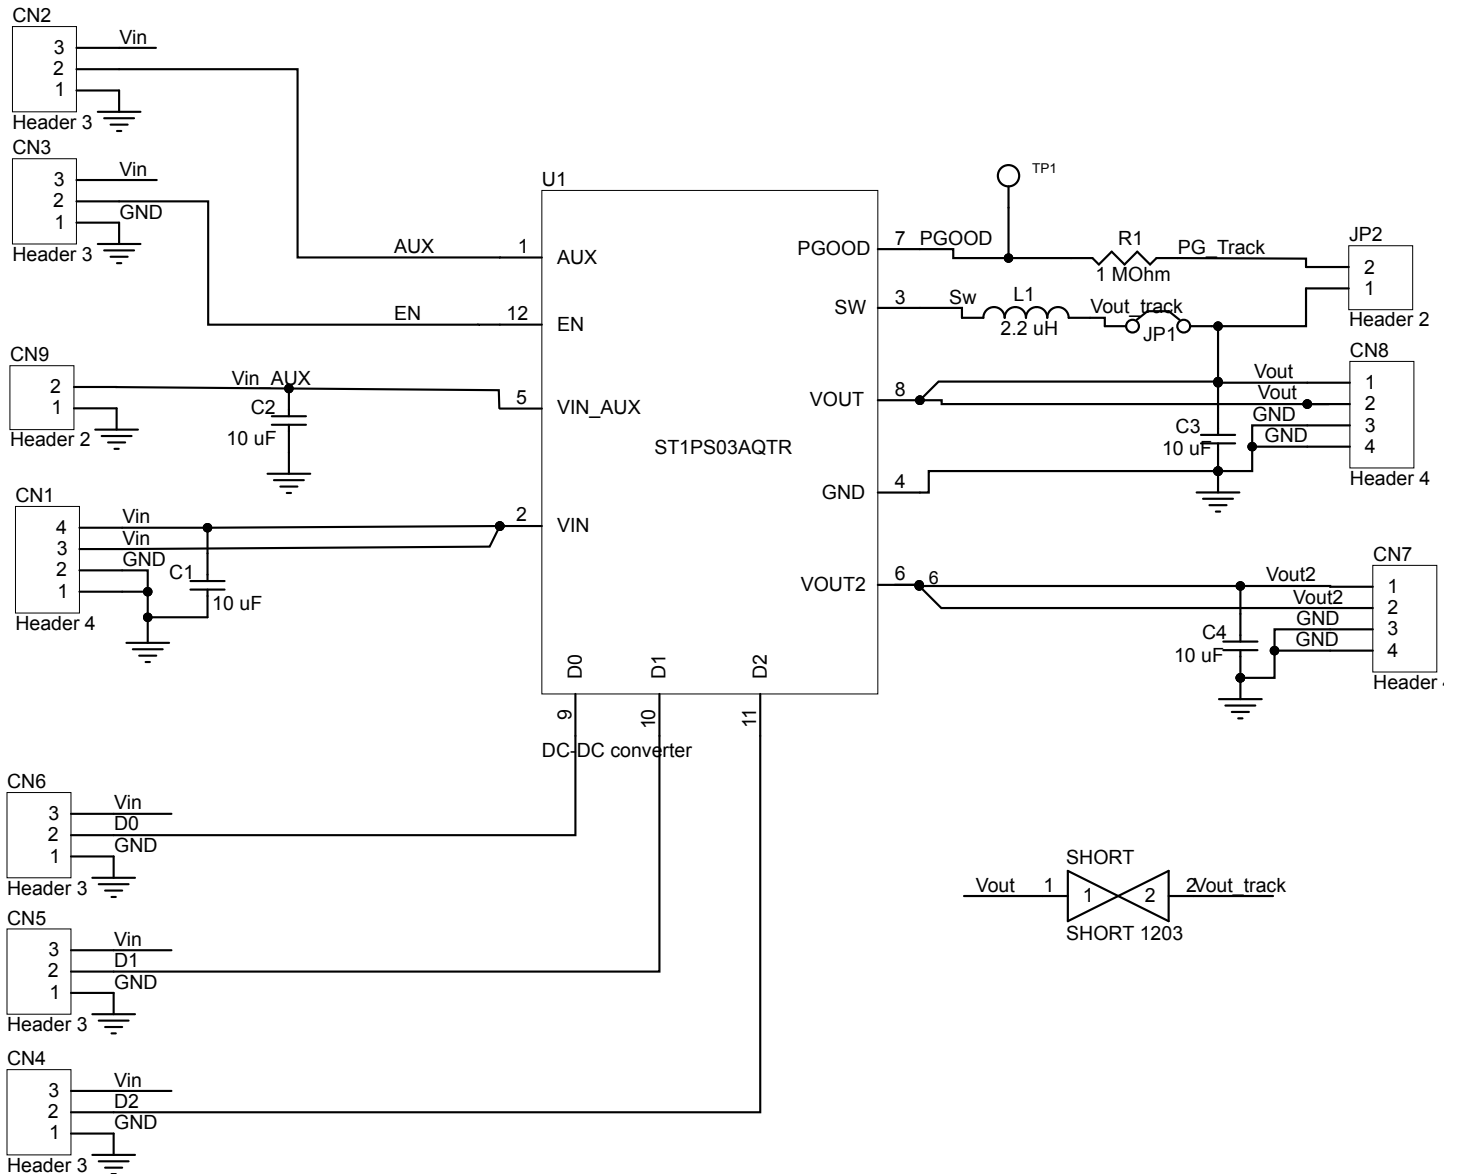 CN2
Vin
3
2
1
Header 3
CN3
Vin
3
2
GND
1
Header 3
AUX
EN
CN9
2
Vin_AUX
1
C2
Header 2
10 uF
CN1
Vin
4
Vin
3
GND
2
C1
1
10 uF
Header 4
U1
1
AUX
12
EN
5
VIN_AUX
ST1PS03AQTR
2
VIN
PGOOD
7
PGOOD
SW
3
Sw
VOUT
8
GND
4
VOUT2
6
6
D0
D1
D2
9
10
11
DC-DC converter
TP1
R1
PG_Track
1 MOhm
L1
Vout_track
2.2 uH
JP1
JP2
2
1
Header 2
CN8
Vout
1
Vout
2
GND
3
C3
GND
10 uF
4
Header 4
CN7
Vout2
1
Vout2
2
GND
3
C4
GND
10 uF
4
Header
CN6
Vin
3
D0
2
GND
1
Header 3
CN5
Vin
3
D1
2
GND
1
Header 3
CN4
Vin
3
D2
2
GND
1
Header 3
SHORT
Vout 1 1 2 2 Vout_track
SHORT 1203